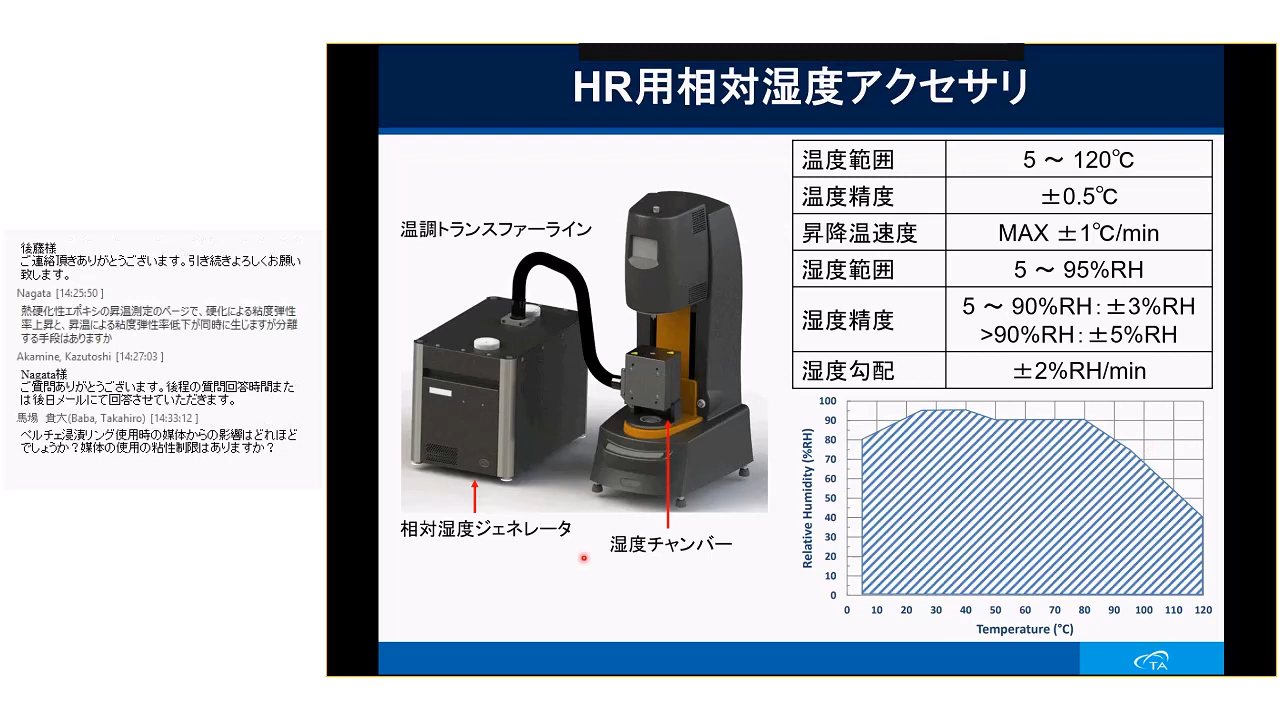 後藤様
ご連絡頂きありがとうございます。引き続きよろしくお願い
致します。
Nagata [14:25:50 ]
熱硬化性エポキシの昇温測定のページで、硬化による粘度弾性
率上昇と、昇温による粘度弾性率低下が同時に生じますが分離
する手段はありますか
Akamine, Kazutoshi [14:27:03 ]
Nagata様
ご質問ありがとうございます。後程の質問回答時間また
は後日メールにて回答させていただきます。
馬場 貴大(Baba, Takahiro) [14:33:12 ]
ペルチェ浸漬リング使用時の媒体からの影響はどれほど
でしょうか？媒体の使用の粘性制限はありますか？
HR用相対湿度アクセサリ
温調トランスファーライン
相対湿度ジェネレータ
湿度チャンバー
温度範囲 5 ～ 120℃
温度精度 ±0.5℃
昇降温速度 MAX ±1℃/min
湿度範囲 5 ～ 95%RH
湿度精度 5 ～ 90%RH：±3%RH
>90%RH：±5%RH
湿度勾配 ±2%RH/min
Relative Humidity (%RH)
100
90
80
70
60
50
40
30
20
10
0
0 10 20 30 40 50 60 70 80 90 100 110 120
Temperature (°C)
TA